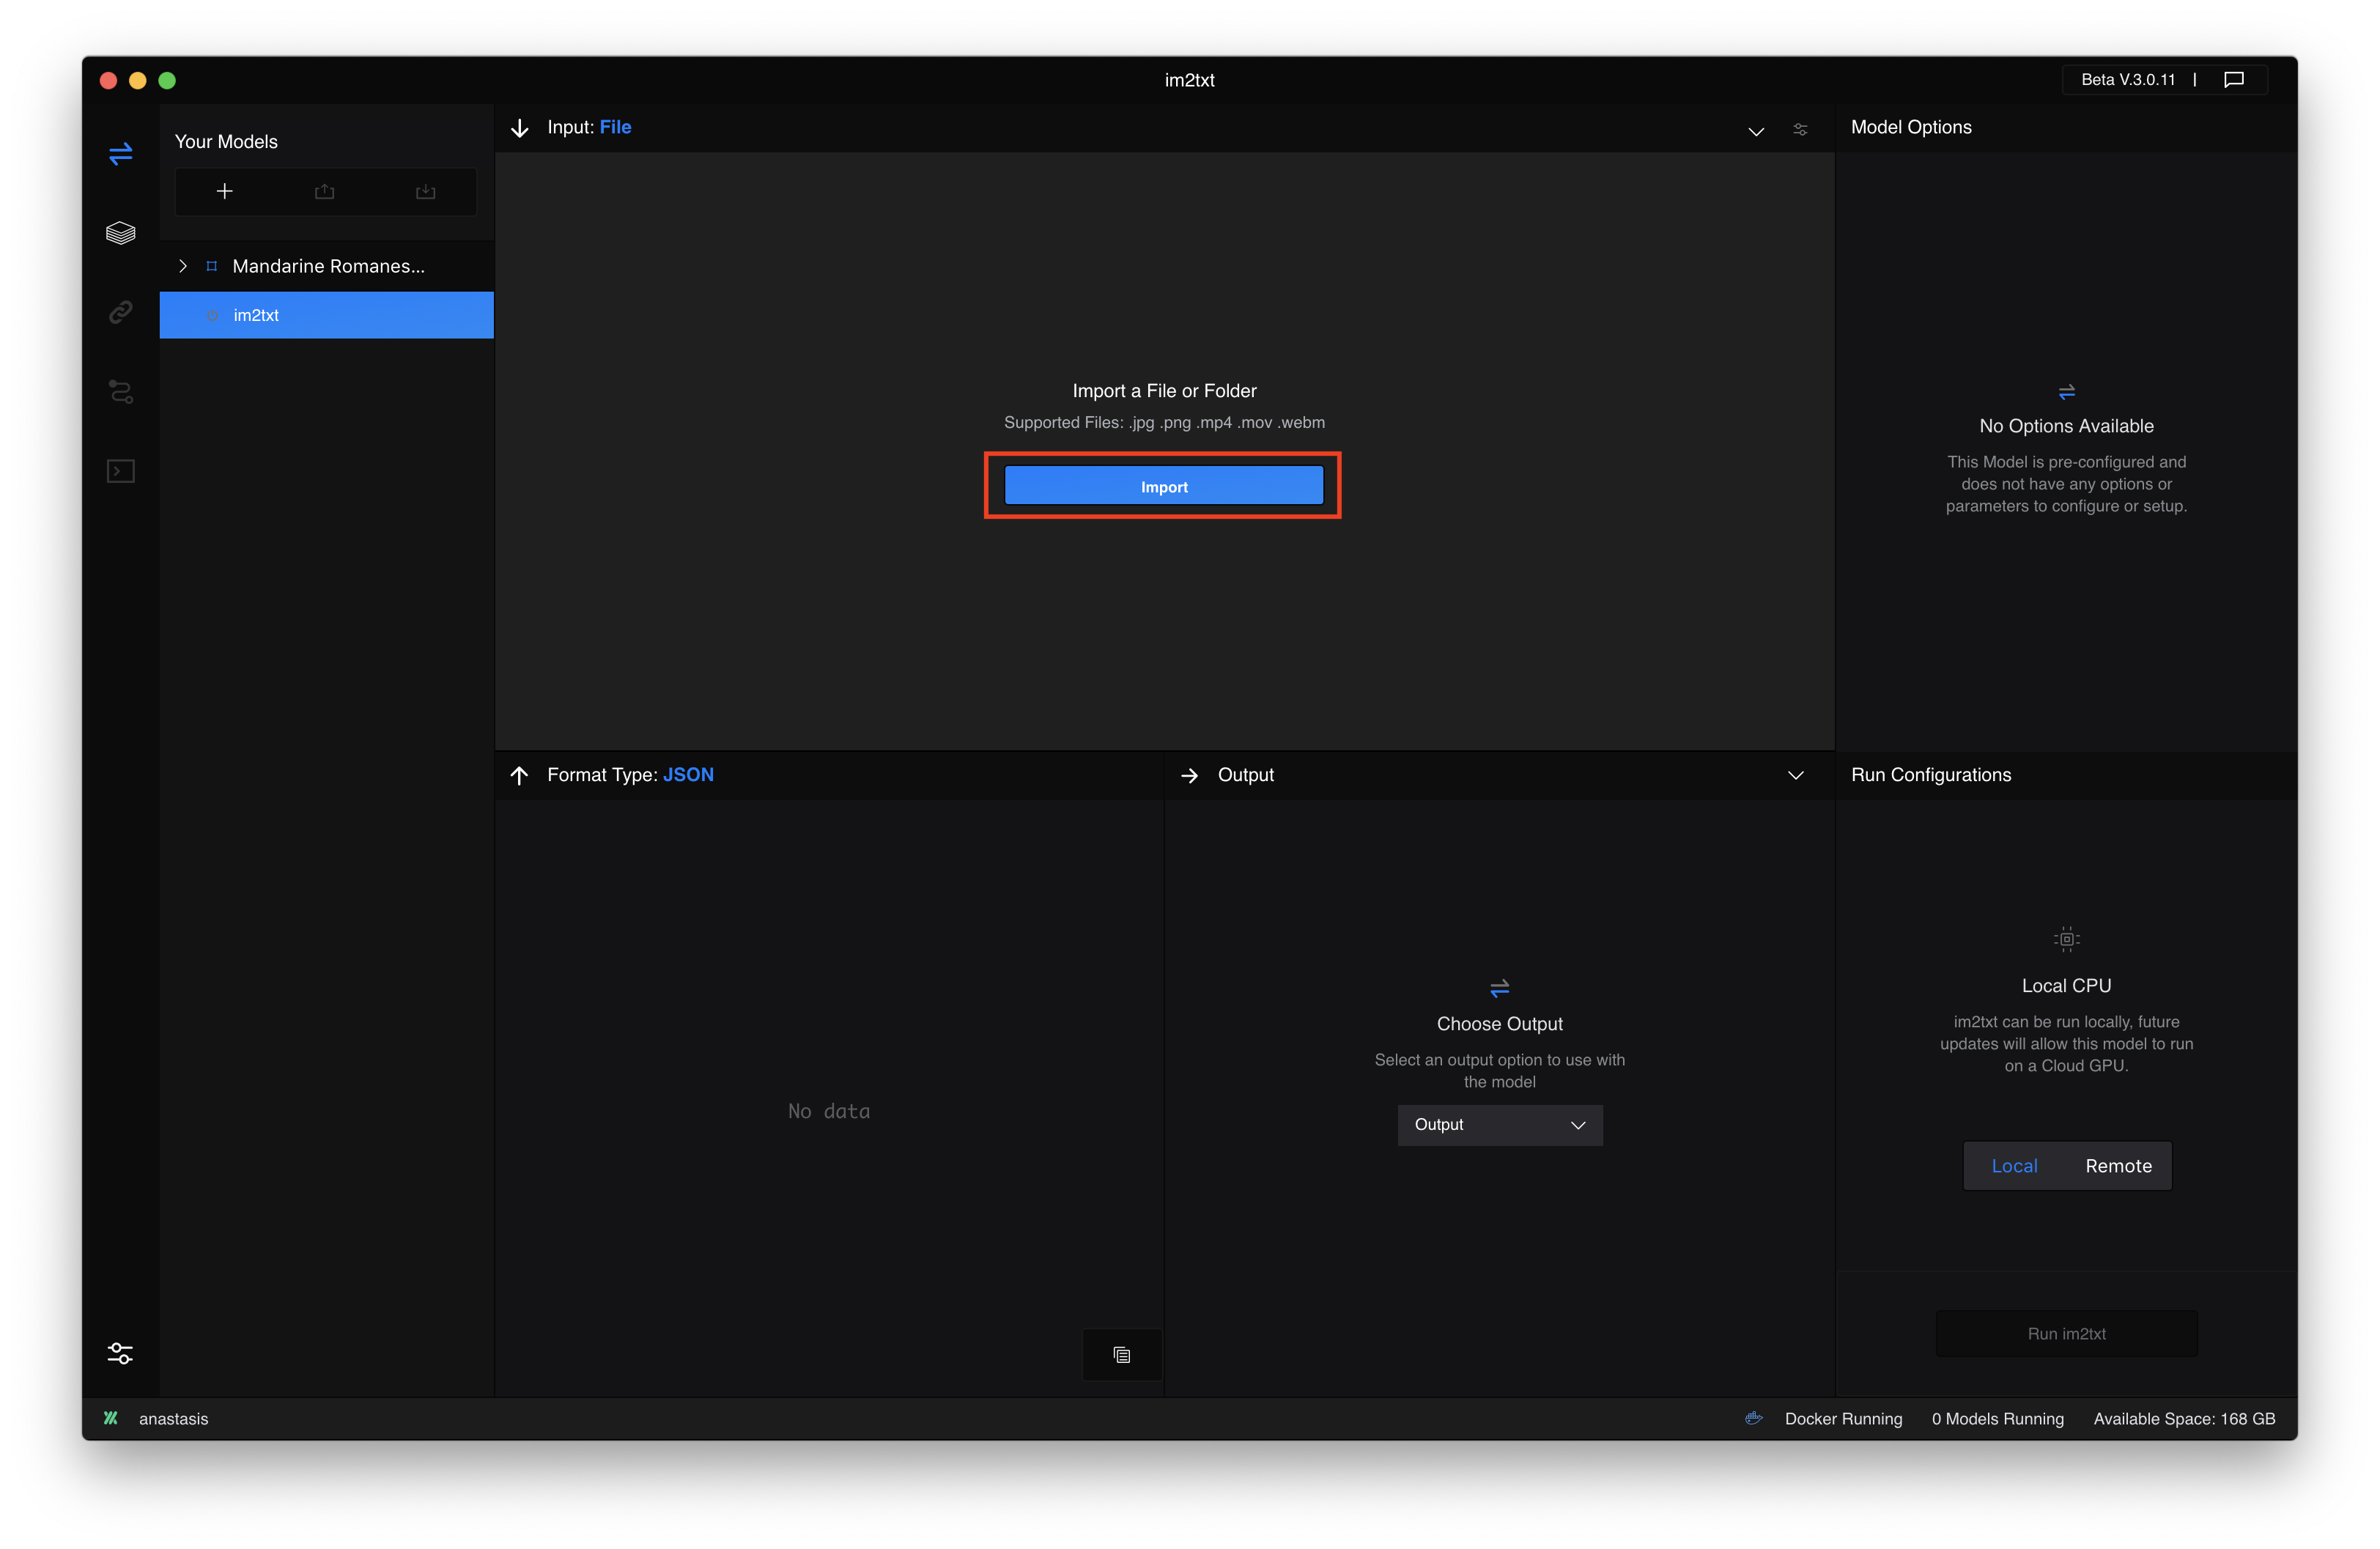 im2txt
Beta V.3.0.11 |
Your Models
Mandarine Romanes...
im2txt
Input: File
Import a File or Folder
Supported Files: .jpg .png .mp4 .mov .webm
Import
Model Options
No Options Available
This Model is pre-configured and
does not have any options or
parameters to configure or setup.
Format Type: JSON
No data
Output
Choose Output
Select an output option to use with
the model
Output
Run Configurations
Local CPU
im2txt can be run locally, future
updates will allow this model to run
on a Cloud GPU.
Local Remote
Run im2txt
anastasis
Docker Running 0 Models Running Available Space: 168 GB